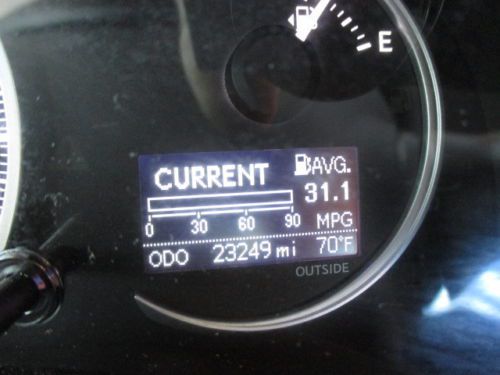 E
CURRENT AVG.
31.1
0 30 60 90 MPG
ODO 23249 mi 70°F
OUTSIDE